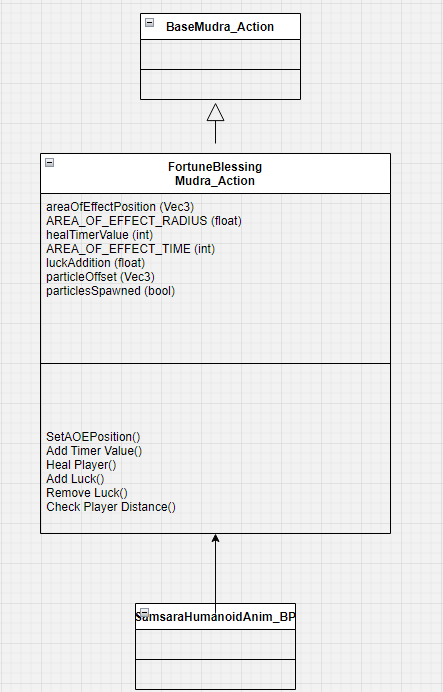 BaseMudra_Action
FortuneBlessing
Mudra_Action
areaOfEffectPosition (Vec3)
AREA_OF_EFFECT_RADIUS (float)
healTimerValue (int)
AREA_OF_EFFECT_TIME (int)
luckAddition (float)
particleOffset (Vec3)
particlesSpawned (bool)
SetAOEPosition()
Add Timer Value()
Heal Player()
Add Luck()
Remove Luck()
Check Player Distance()
SamsaraHumanoidAnim_BP